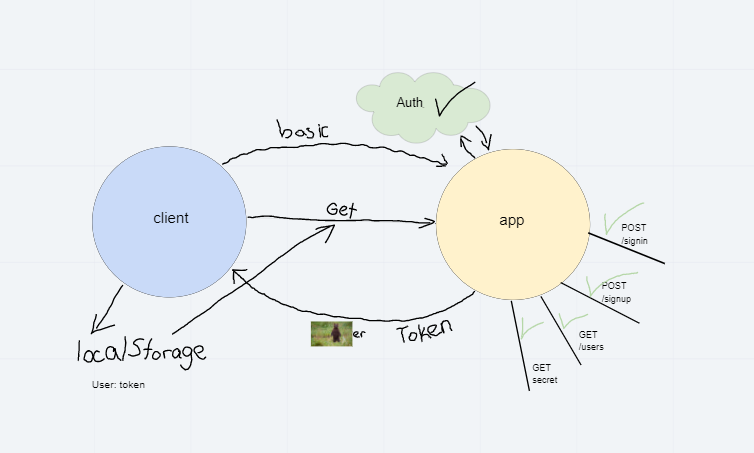 Auth
basic
client
Get
app
POST
/signin
POST
/signup
GET
/users
GET
secret
er Token
localStorage
User: token